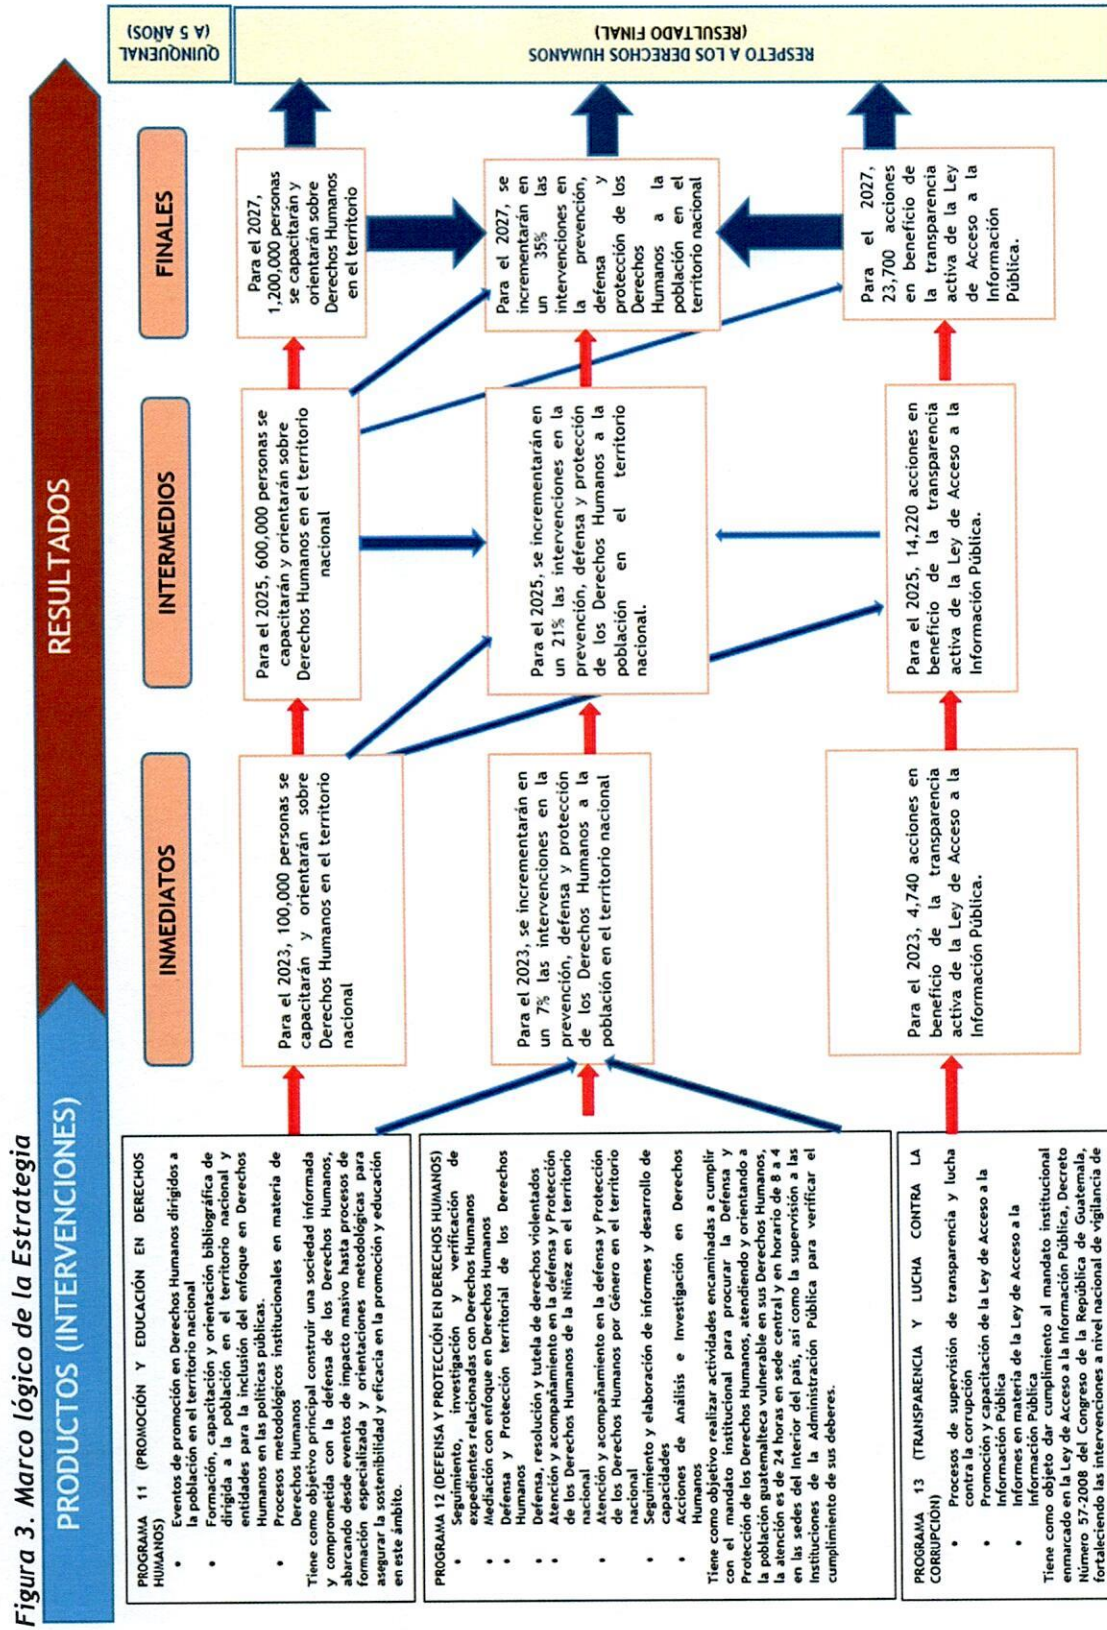 Figura 3. Marco lógico de la Estrategia
PRODUCTOS (INTERVENCIONES)
RESULTADOS
INMEDIATOS
INTERMEDIOS
FINALES
QUINQUENAL
(A 5 AÑOS)
PROGRAMA 11 (PROMOCIÓN Y EDUCACIÓN EN DERECHOS
HUMANOS)
• Eventos de promoción en Derechos Humanos dirigidos a
la población en el territorio nacional
• Formación, capacitación y orientación bibliográfica de
dirigida a la población en el territorio nacional y
entidades para la inclusión del enfoque en Derechos
Humanos en las políticas públicas.
• Procesos metodológicos institucionales en materia de
Derechos Humanos
Tiene como objetivo principal construir una sociedad informada
y comprometida con la defensa de los Derechos Humanos,
abarcando desde eventos de impacto masivo hasta procesos de
formación especializada y orientaciones metodológicas para
asegurar la sostenibilidad y eficacia en la promoción y educación
en este ámbito.
Para el 2023, 100,000 personas se
capacitarán y orientarán sobre
Derechos Humanos en el territorio
nacional
Para el 2025, 600,000 personas se
capacitarán y orientarán sobre
Derechos Humanos en el territorio
nacional
Para el 2027,
1,200,000 personas
se capacitarán y
orientarán sobre
Derechos Humanos
en el territorio
PROGRAMA 12 (DEFENSA Y PROTECCIÓN EN DERECHOS HUMANOS)
• Seguimiento, investigación y verificación de
expedientes relacionados con Derechos Humanos
• Mediación con enfoque en Derechos Humanos
• Defensa y Protección territorial de los Derechos
Humanos
• Defensa, resolución y tutela de derechos violentados
• Atención y acompañamiento en la defensa y Protección
de los Derechos Humanos de la Niñez en el territorio
nacional
• Atención y acompañamiento en la defensa y Protección
de los Derechos Humanos por Género en el territorio
nacional
• Seguimiento y elaboración de informes y desarrollo de
capacidades
• Acciones de Análisis e Investigación en Derechos
Humanos
Tiene como objetivo realizar actividades encaminadas a cumplir
con el mandato institucional para procurar la Defensa y
Protección de los Derechos Humanos, atendiendo y orientando a
la población guatemalteca vulnerable en sus Derechos Humanos,
la atención es de 24 horas en sede central y en horario de 8 a 4
en las sedes del interior del país, así como la supervisión a las
Instituciones de la Administración Pública para verificar el
cumplimiento de sus deberes.
Para el 2023, se incrementarán en
un 7% las intervenciones en la
prevención, defensa y protección
de los Derechos Humanos a la
población en el territorio nacional
Para el 2025, se incrementarán en
un 21% las intervenciones en la
prevención, defensa y protección
de los Derechos Humanos a la
población en el territorio
nacional.
Para el 2027, se
incrementarán en
un 35% las
intervenciones en
la prevención,
defensa y
protección de los
Derechos
Humanos a la
población en el
territorio nacional
PROGRAMA 13 (TRANSPARENCIA Y LUCHA CONTRA LA
CORRUPCION)
• Procesos de supervisión de transparencia y lucha
contra la corrupción
• Promoción y capacitación de la Ley de Acceso a la
Información Pública
• Informes en materia de la Ley de Acceso a la
Información Pública
Tiene como objeto dar cumplimiento al mandato institucional
enmarcado en la Ley de Acceso a la Información Pública, Decreto
Número 57-2008 del Congreso de la República de Guatemala,
fortaleciendo las intervenciones a nivel nacional de vigilancia de
Para el 2023, 4,740 acciones en
beneficio de la transparencia
activa de la Ley de Acceso a la
Información Pública.
Para el 2025, 14,220 acciones en
beneficio de la transparencia
activa de la Ley de Acceso a la
Información Pública.
Para el 2027,
23,700 acciones
en beneficio de
la transparencia
activa de la Ley
de Acceso a la
Información
Pública.
RESPETO A LOS DERECHOS HUMANOS
(RESULTADO FINAL)